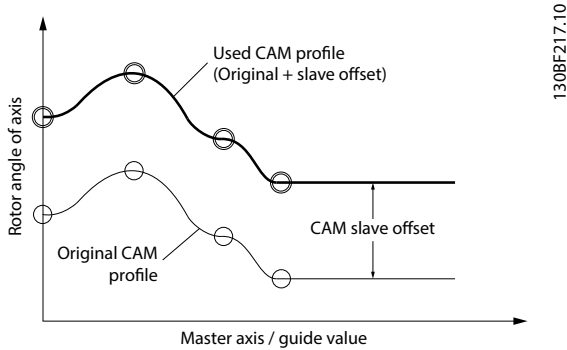 130BF217.10
Used CAM profile
(Original + slave offset)
Rotor angle of axis
CAM slave offset
Original CAM
profile
Master axis / guide value